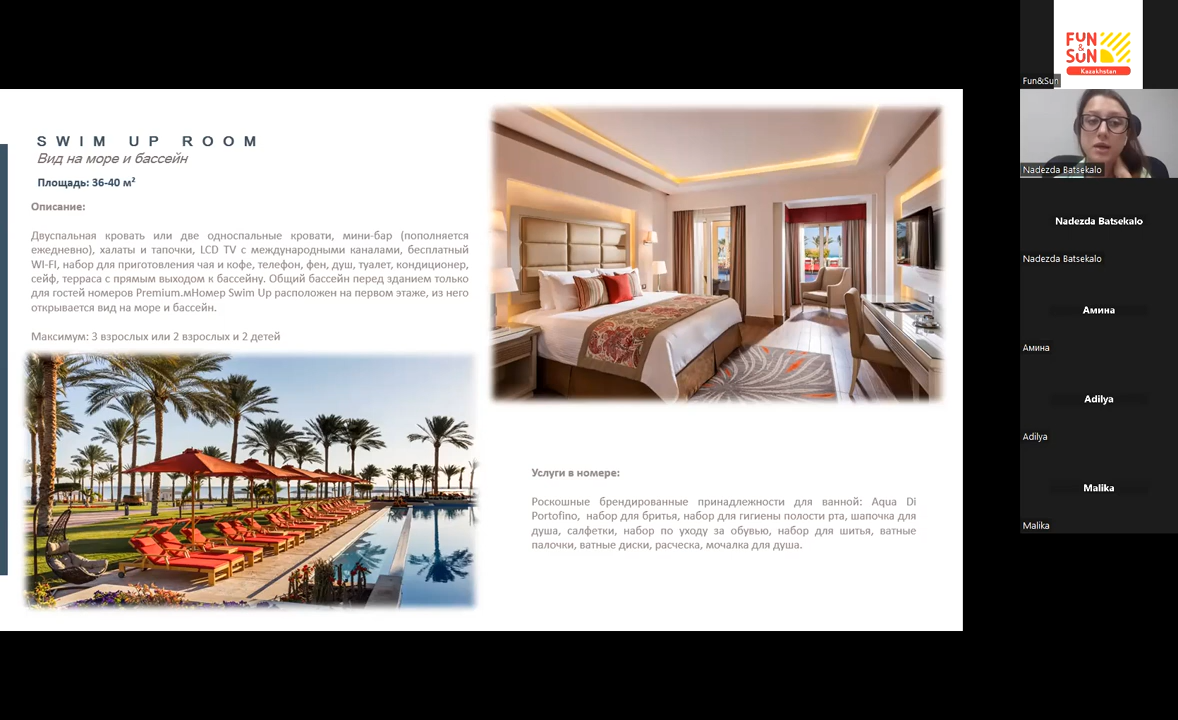 SWIM UP ROOM
Вид на море и бассейн
Площадь: 36-40 м²
Описание:
Двуспальная кровать или две односпальные кровати, мини-бар (пополняется
ежедневно), халаты и тапочки, LCD TV с международными каналами, бесплатный
WI-FI, набор для приготовления чая и кофе, телефон, фен, душ, туалет, кондиционер,
сейф, терраса с прямым выходом к бассейну. Общий бассейн перед зданием только
для гостей номеров Premium.мНомер Swim Up расположен на первом этаже, из него
открывается вид на море и бассейн.
Максимум: 3 взрослых или 2 взрослых и 2 детей
Услуги в номере:
Роскошные брендированные принадлежности для ванной: Aqua Di
Portofino, набор для бритья, набор для гигиены полости рта, шапочка для
душа, салфетки, набор по уходу за обувью, набор для шитья, ватные
палочки, ватные диски, расческа, мочалка для душа.
FUN
&
SUN
Kazakhstan
Fun&Sun
Nadezda Batsekalo
Nadezda Batsekalo
Nadezda Batsekalo
Амина
Амина
Adilya
Adilya
Malika
Malika